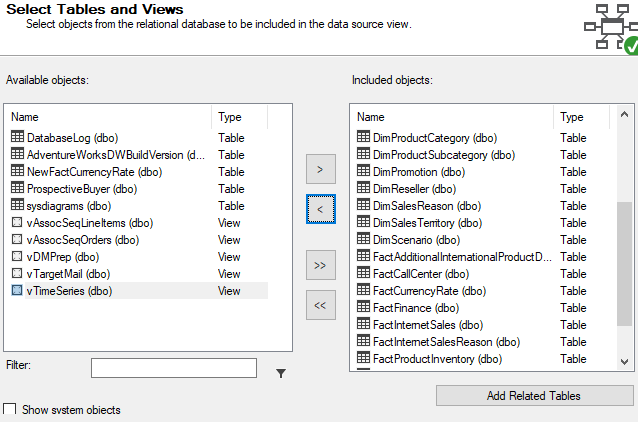 Select Tables and Views
Select objects from the relational database to be included in the data source view.
Available objects:
Name Type
DatabaseLog (dbo) Table
AdventureWorksDWBuildVersion (d... Table
NewFactCurrencyRate (dbo) Table
ProspectiveBuyer (dbo) Table
sysdiagrams (dbo) Table
vAssocSeqLineItems (dbo) View
vAssocSeqOrders (dbo) View
vDMPrep (dbo) View
vTargetMail (dbo) View
vTimeSeries (dbo) View
Filter:
Show system objects
>
<
>>
<<
Included objects:
Name Type
DimProductCategory (dbo) Table
DimProductSubcategory (dbo) Table
DimPromotion (dbo) Table
DimReseller (dbo) Table
DimSalesReason (dbo) Table
DimSalesTerritory (dbo) Table
DimScenario (dbo) Table
FactAdditionalInternationalProductD... Table
FactCallCenter (dbo) Table
FactCurrencyRate (dbo) Table
FactFinance (dbo) Table
FactInternetSales (dbo) Table
FactInternetSalesReason (dbo) Table
FactProductInventory (dbo) Table
Add Related Tables